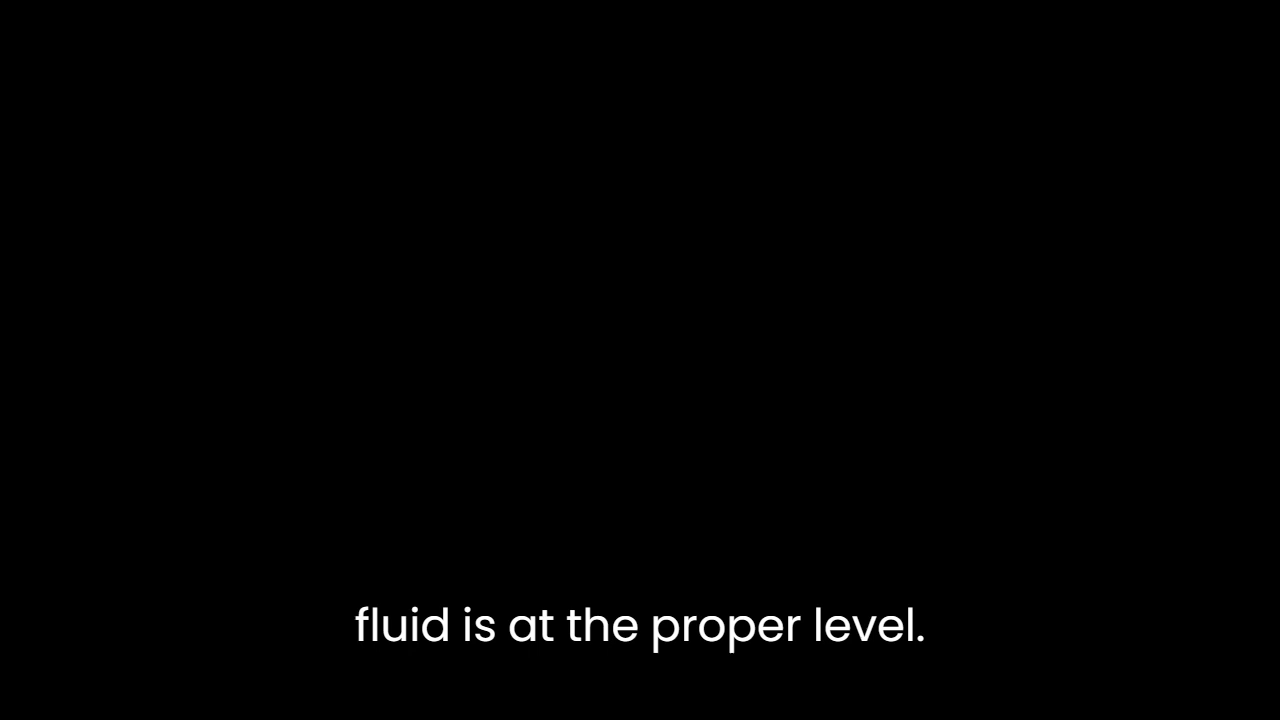 fluid is at the proper level.